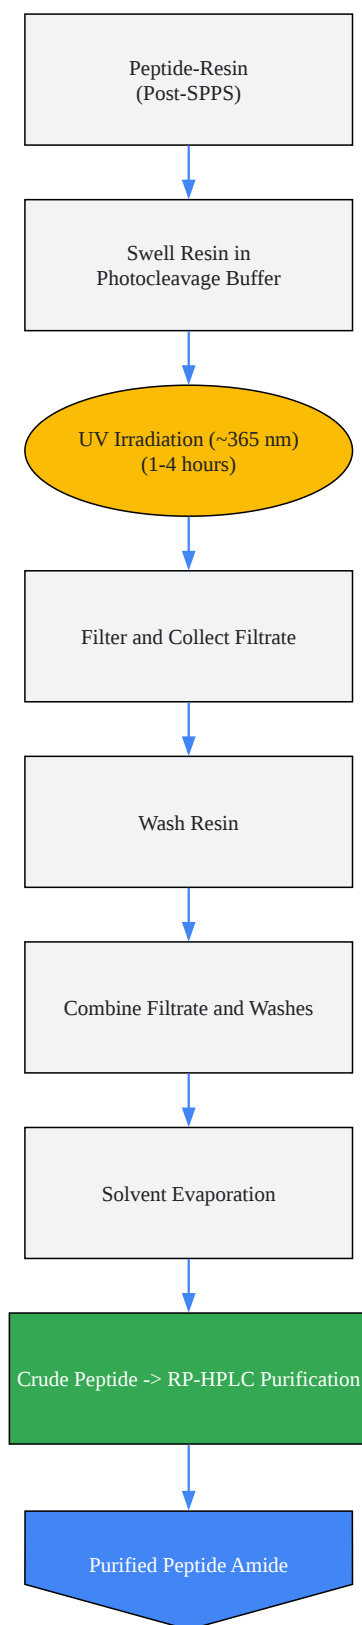 Peptide-Resin
(Post-SPPS)
Swell Resin in
Photocleavage Buffer
UV Irradiation (~365 nm)
(1-4 hours)
Filter and Collect Filtrate
Wash Resin
Combine Filtrate and Washes
Solvent Evaporation
Crude Peptide -> RP-HPLC Purification
Purified Peptide Amide